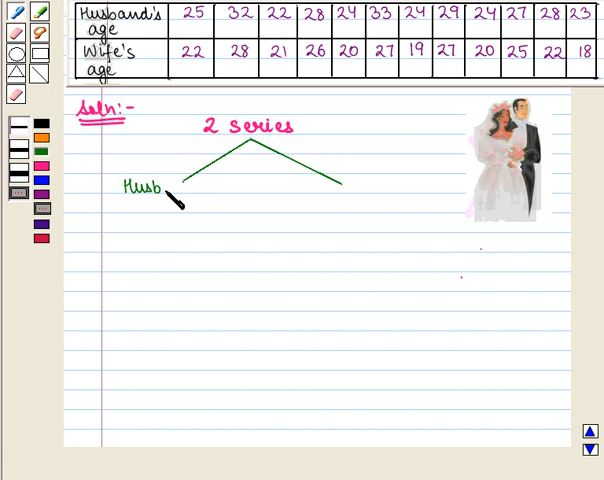 Husband's age 25 32 22 28 24 33 24 29 24 27 28 23
Wife's age 22 28 21 26 20 27 19 27 20 25 22 18
Soln:-
2 series
Husb